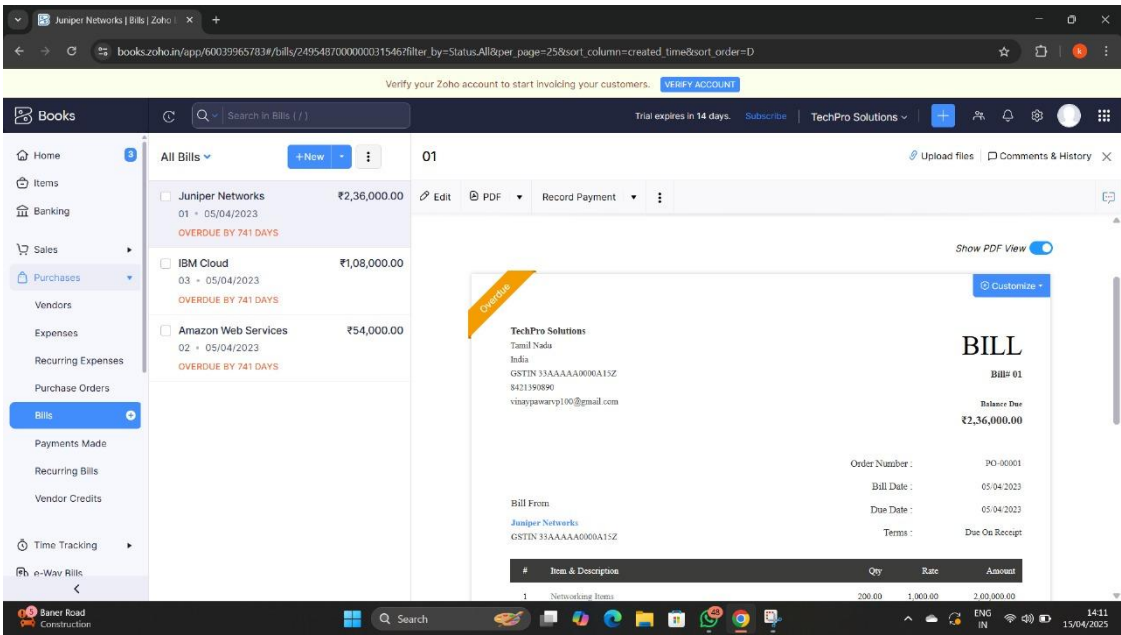 Juniper Networks | Bills | Zoho
books.zoho.in/app/60039965783#/bills/2495487000000031546?filter_by=Status.All&per_page=25&sort_column=created_time&sort_order=D
k
Verify your Zoho account to start invoicing your customers. VERIFY ACCOUNT
Books
Search in Bills ( / )
Trial expires in 14 days. Subscribe TechPro Solutions
Home 3
Items
Banking
Sales
Purchases
Vendors
Expenses
Recurring Expenses
Purchase Orders
Bills
Payments Made
Recurring Bills
Vendor Credits
Time Tracking
e-Way Bills
All Bills
+New
Juniper Networks ₹2,36,000.00
01 • 05/04/2023
OVERDUE BY 741 DAYS
IBM Cloud ₹1,08,000.00
03 • 05/04/2023
OVERDUE BY 741 DAYS
Amazon Web Services ₹54,000.00
02 • 05/04/2023
OVERDUE BY 741 DAYS
01
Upload files Comments & History
Edit PDF Record Payment
Show PDF View
Customize
Overdue
TechPro Solutions
Tamil Nadu
India
GSTIN 33AAAAA0000A15Z
8421390890
vinaypawarvp100@gmail.com
BILL
Bill# 01
Balance Due
₹2,36,000.00
Order Number : PO-00001
Bill Date : 05/04/2023
Due Date : 05/04/2023
Terms : Due On Receipt
Bill From
Juniper Networks
GSTIN 33AAAAA0000A15Z
# Item & Description Qty Rate Amount
1 Networking Items 200.00 1,000.00 2,00,000.00
5
Baner Road
Construction
Search
48
ENG
IN
14:11
15/04/2025